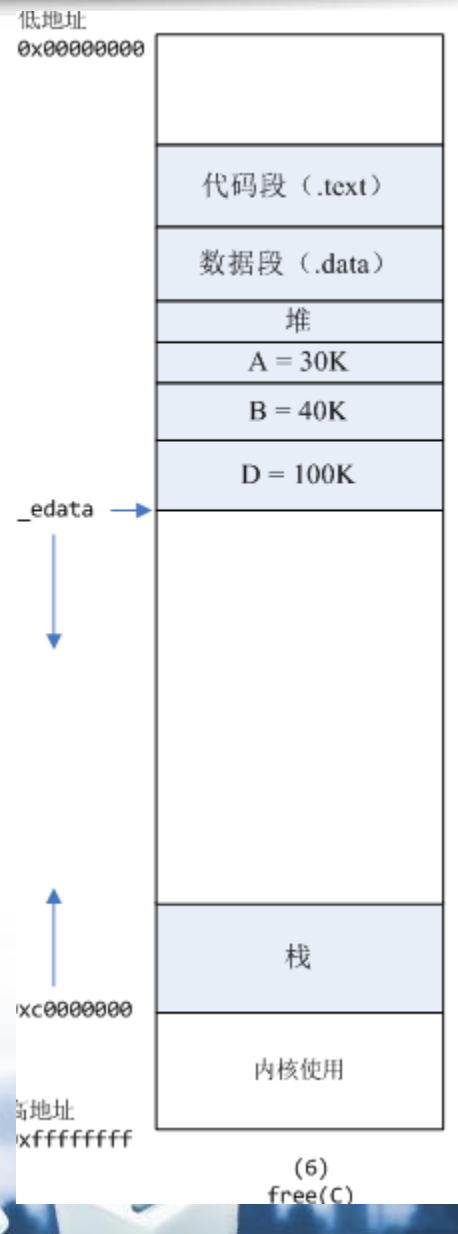 低地址
0x00000000
代码段（.text）
数据段（.data）
堆
A = 30K
B = 40K
D = 100K
_edata
栈
xc0000000
内核使用
高地址
xffffffff
(6)
free(C)